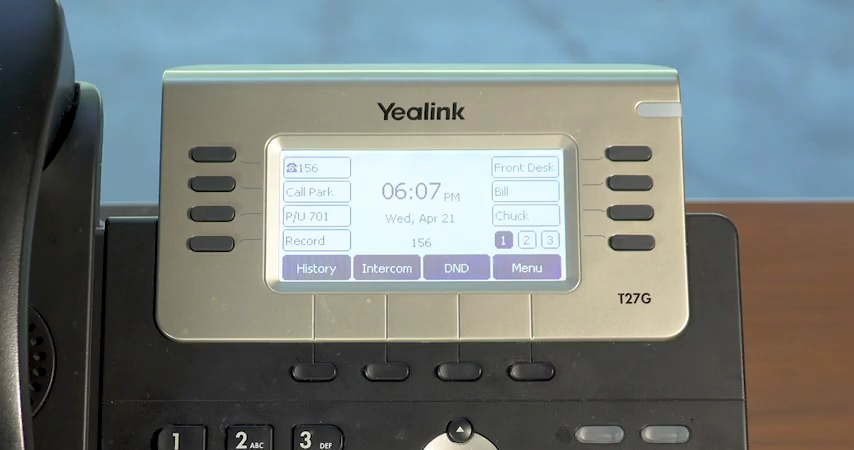 Yealink
☎156
Call Park
P/U 701
Record
06:07 PM
Wed, Apr 21
156
Front Desk
Bill
Chuck
1 2 3
History Intercom DND Menu
T27G
1 2 ABC 3 DEF